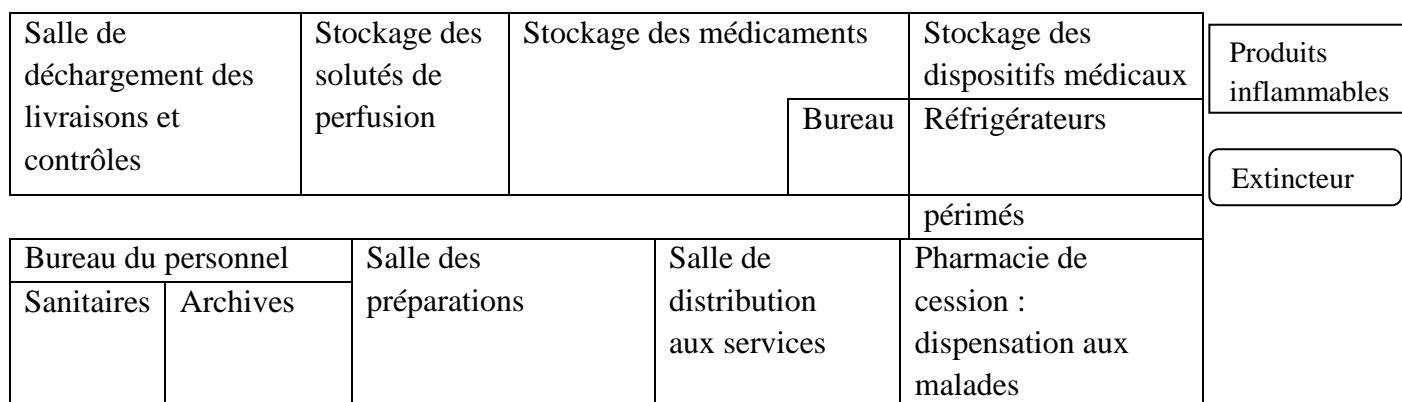 Salle de
déchargement des
livraisons et
contrôles
Stockage des
solutés de
perfusion
Stockage des médicaments
Bureau
Stockage des
dispositifs médicaux
Réfrigérateurs
périmés
Produits
inflammables
Extincteur
Bureau du personnel
Sanitaires
Archives
Salle des
préparations
Salle de
distribution
aux services
Pharmacie de
cession :
dispensation aux
malades